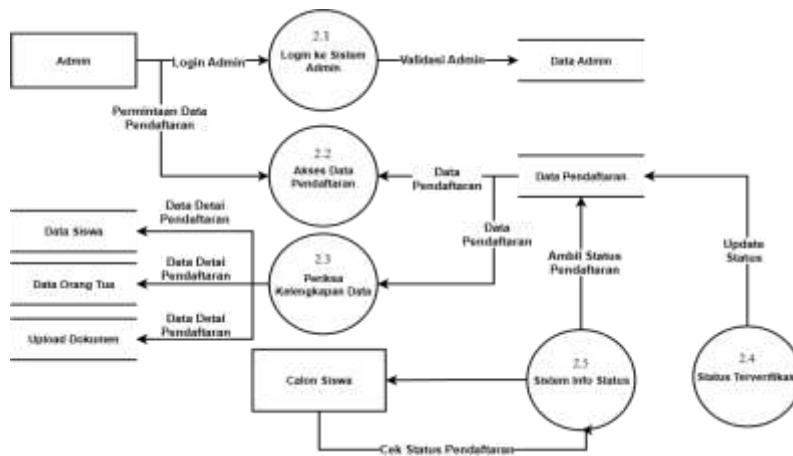 2.1
Admin
Login Admin
Login ke Sistem
Admin
Validasi Admin
Data Admin
Permintaan Data
Pendaftaran
2.2
Akses Data
Pendaftaran
Data
Pendaftaran
Data Pendaftaran
Data Detai
Pendaftaran
Data Siswa
Data
Pendaftaran
Ambil Status
Pendaftaran
Update
Status
2.3
Periksa
Kelengkapan Data
Data Detai
Pendaftaran
Data Orang Tua
Data Detai
Pendaftaran
Upload Dokumen
Calon Siswa
2.5
Sistem Info Status
2.4
Status Terverifikasi
Cek Status Pendaftaran